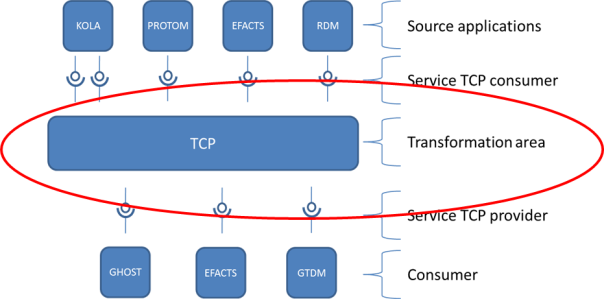 KOLA PROTOM EFACTS RDM Source applications
Service TCP consumer
TCP Transformation area
Service TCP provider
GHOST EFACTS GTDM Consumer